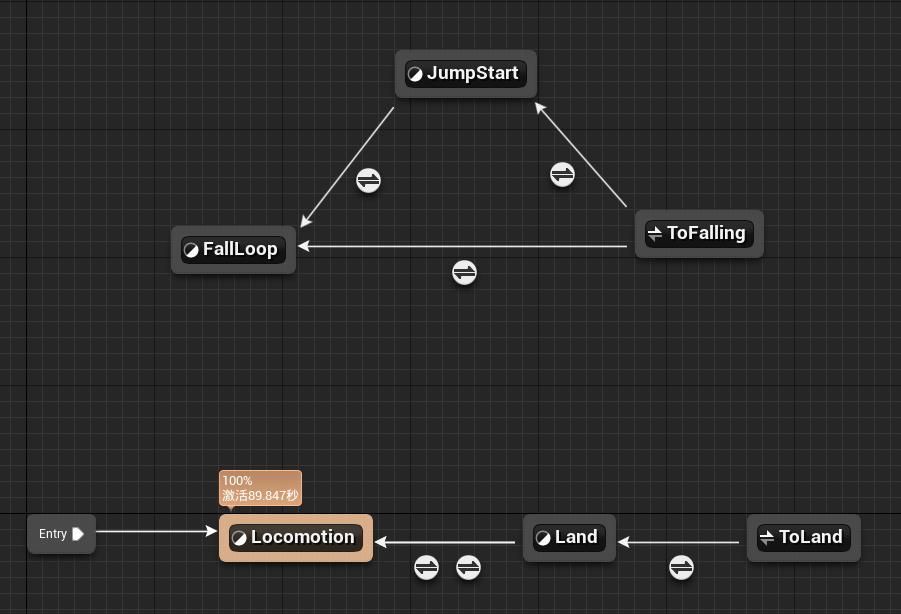 JumpStart
ToFalling
FallLoop
100%
激活89.847秒
Entry
Locomotion
Land
ToLand